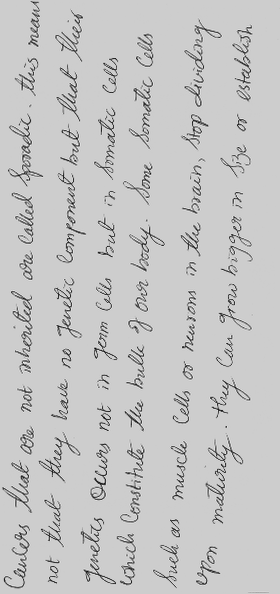 Cancers that are not inherited are called Sporadic. this means
not that they have no genetic component but that their
genetics occurs not in germ cells but in Somatic Cells
which constitute the bulk of our body. Some Somatic Cells
Such as muscle cells or neurons in the brain, stop dividing
upon maturity. they can grow bigger in size or establish